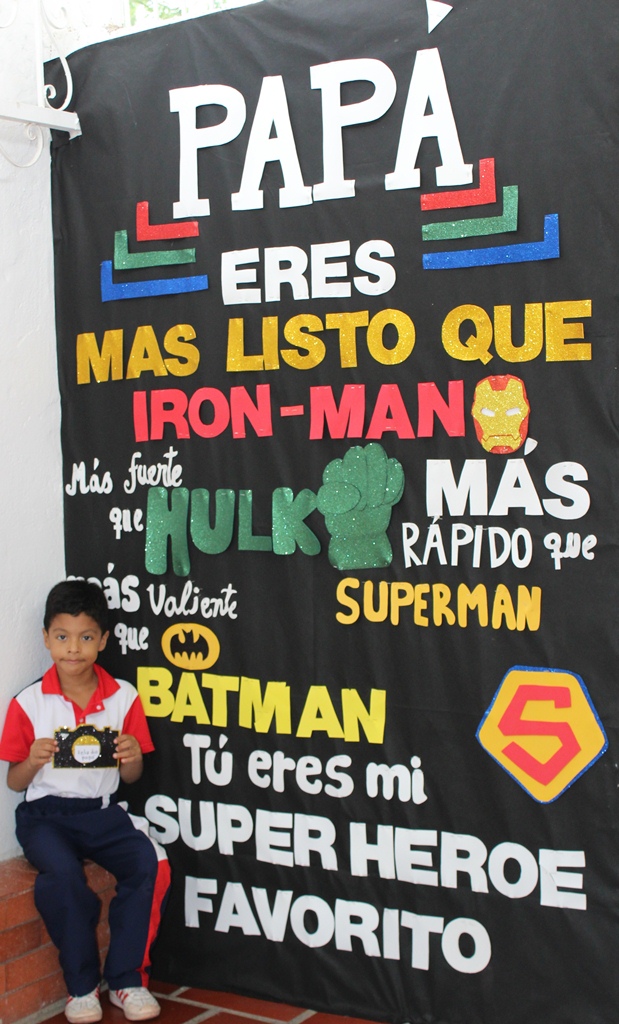 PAPÁ
ERES
MAS LISTO QUE
IRON-MAN
Más fuerte
que HULK
MÁS
RÁPIDO que
SUPERMAN
más Valiente
que
BATMAN
S
Tú eres mi
SUPER HEROE
FAVORITO